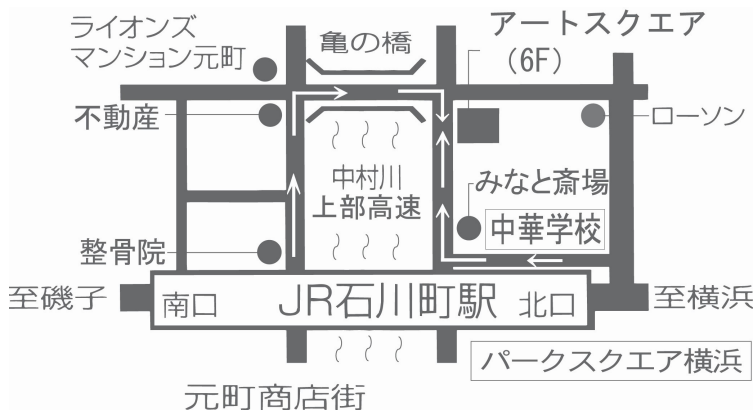 ライオンズ
マンション元町
亀の橋
アートスクエア
(6F)
不動産
ローソン
中村川
上部高速
みなと斎場
中華学校
整骨院
至磯子
南口
JR石川町駅
北口
至横浜
パークスクエア横浜
元町商店街